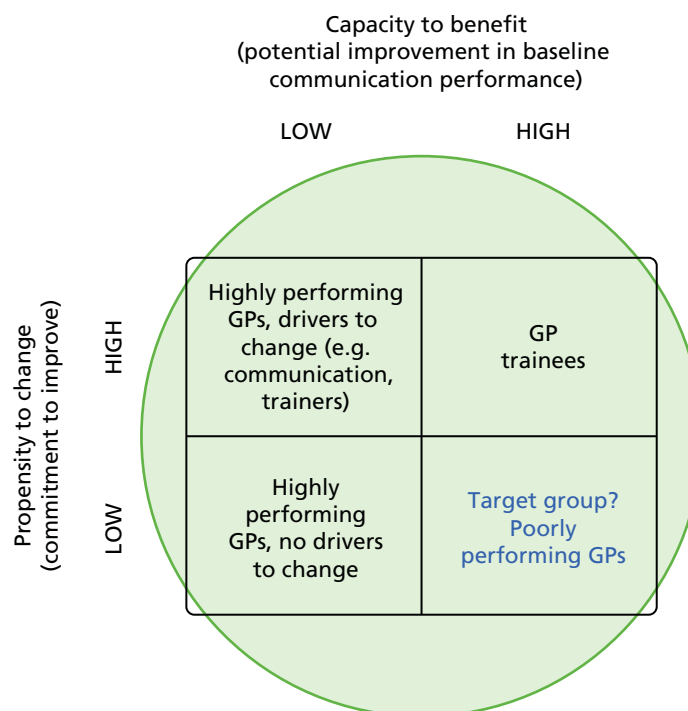 Capacity to benefit
(potential improvement in baseline
communication performance)
LOW
HIGH
Propensity to change
(commitment to improve)
HIGH
Highly performing
GPs, drivers to
change (e.g.
communication,
trainers)
GP
trainees
LOW
Highly
performing
GPs, no drivers
to change
Target group?
Poorly
performing GPs